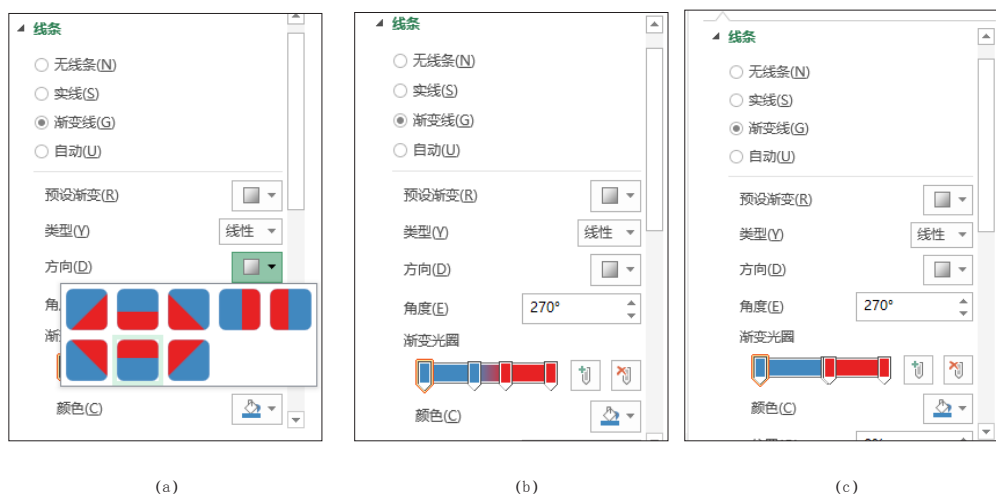 线条
无线条(N)
实线(S)
渐变线(G)
自动(U)
预设渐变(R)
类型(Y) 线性
方向(D)
角
渐
颜色(C)
(a)
线条
无线条(N)
实线(S)
渐变线(G)
自动(U)
预设渐变(R)
类型(Y) 线性
方向(D)
角度(E) 270°
渐变光圈
颜色(C)
(b)
线条
无线条(N)
实线(S)
渐变线(G)
自动(U)
预设渐变(R)
类型(Y) 线性
方向(D)
角度(E) 270°
渐变光圈
颜色(C)
(c)